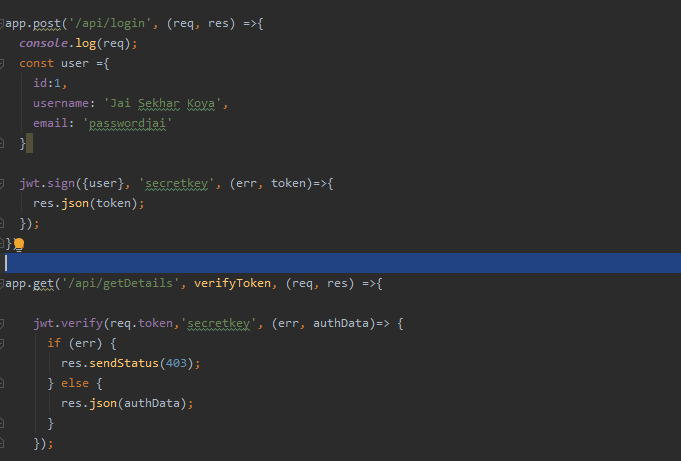 app.post('/api/login', (req, res) =>{
  console.log(req);
  const user ={
    id:1,
    username: 'Jai Sekhar Koya',
    email: 'passwordjai'
  }
  jwt.sign({user}, 'secretkey', (err, token)=>{
    res.json(token);
  });
})
app.get('/api/getDetails', verifyToken, (req, res) =>{
    jwt.verify(req.token,'secretkey', (err, authData)=> {
      if (err) {
        res.sendStatus(403);
      } else {
        res.json(authData);
      }
    });